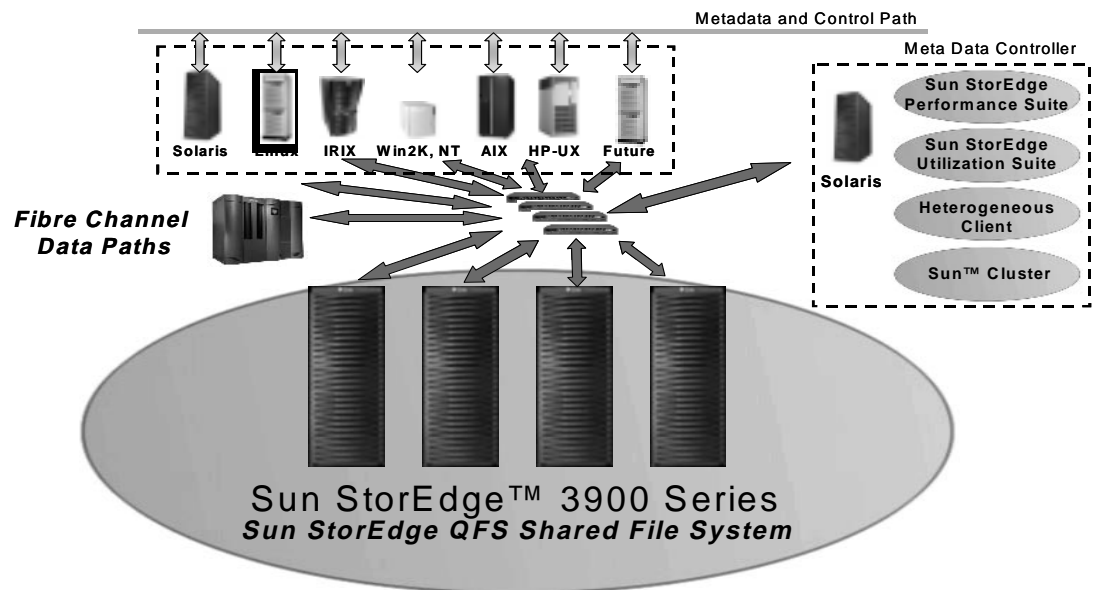 Metadata and Control Path
Meta Data Controller
Solaris
Linux
IRIX
Win2K, NT
AIX
HP-UX
Future
Sun StorEdge
Performance Suite
Sun StorEdge
Utilization Suite
Solaris
Heterogeneous
Client
Sun™ Cluster
Fibre Channel
Data Paths
Sun StorEdge™ 3900 Series
Sun StorEdge QFS Shared File System